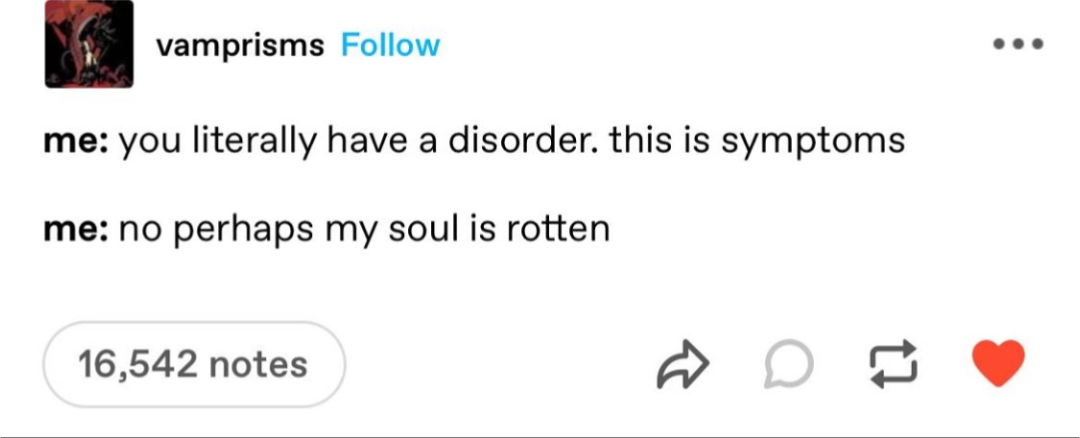 vamprisms Follow
me: you literally have a disorder. this is symptoms
me: no perhaps my soul is rotten
16,542 notes